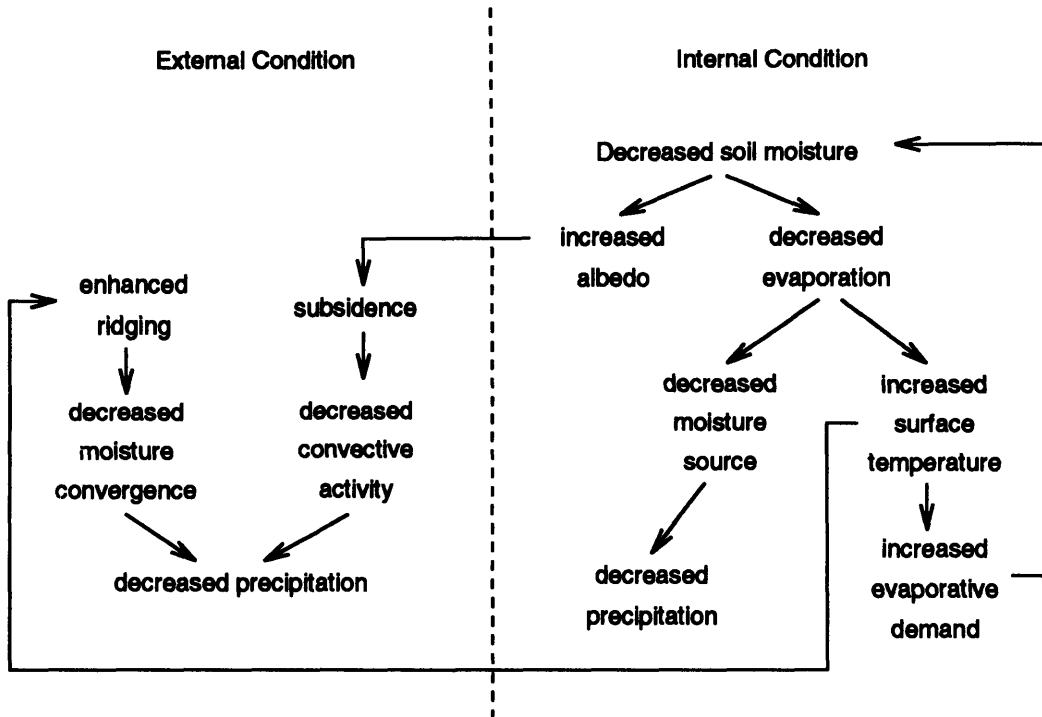 External Condition
Internal Condition
Decreased soil moisture
increased
albedo
decreased
evaporation
enhanced
ridging
subsidence
decreased
moisture
convergence
decreased
convective
activity
decreased
moisture
source
increased
surface
temperature
decreased precipitation
decreased
precipitation
increased
evaporative
demand